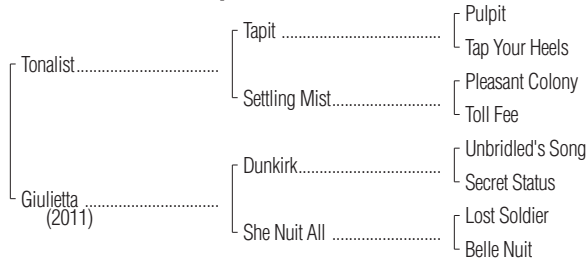 Pulpit
Tapit ........................................
Tap Your Heels
Tonalist....................................
Pleasant Colony
Settling Mist............................
Toll Fee
Unbridled's Song
Dunkirk....................................
Secret Status
Giulietta ..................................
(2011)
Lost Soldier
She Nuit All ...........................
Belle Nuit